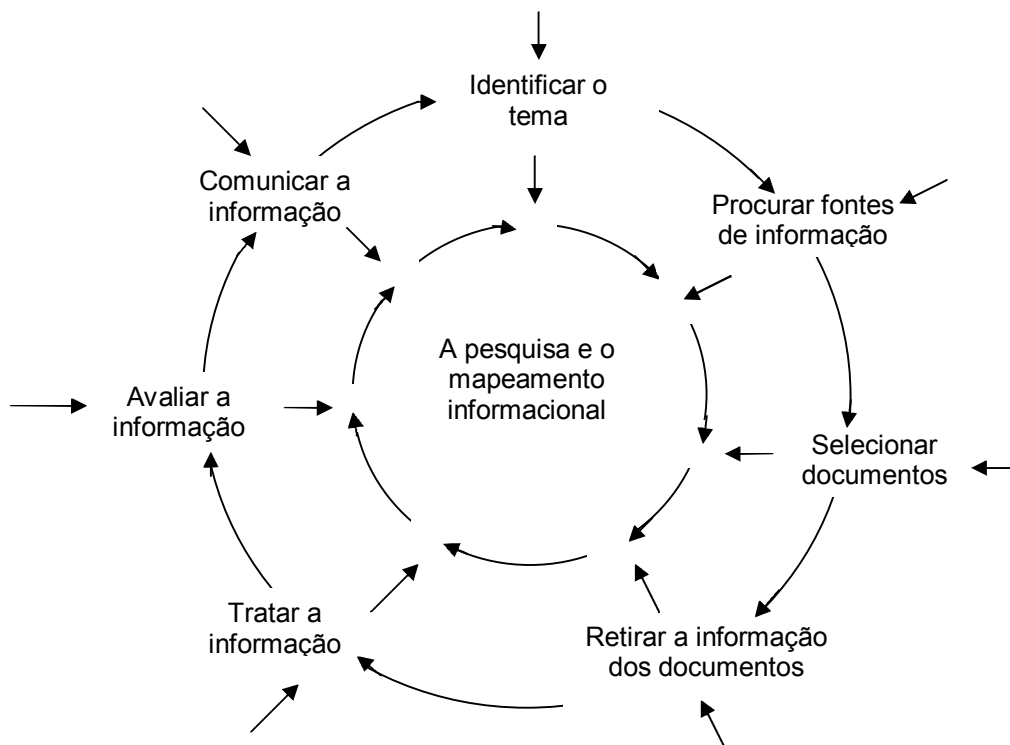 Identificar o
tema
Procurar fontes
de informação
Selecionar
documentos
Retirar a informação
dos documentos
Tratar a
informação
Avaliar a
informação
Comunicar a
informação
A pesquisa e o
mapeamento
informacional